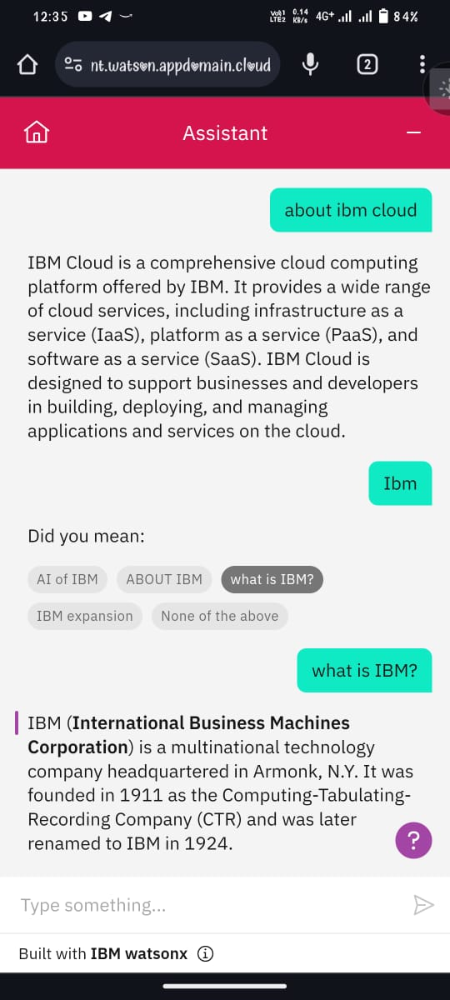 12:35 Vo)) LTE2 0.14 KB/s 4G+ 84%
nt.watson.appdomain.cloud 2
Assistant
about ibm cloud
IBM Cloud is a comprehensive cloud computing
platform offered by IBM. It provides a wide range
of cloud services, including infrastructure as a
service (IaaS), platform as a service (PaaS), and
software as a service (SaaS). IBM Cloud is
designed to support businesses and developers
in building, deploying, and managing
applications and services on the cloud.
Ibm
Did you mean:
AI of IBM ABOUT IBM what is IBM?
IBM expansion None of the above
what is IBM?
IBM (International Business Machines
Corporation) is a multinational technology
company headquartered in Armonk, N.Y. It was
founded in 1911 as the Computing-Tabulating-
Recording Company (CTR) and was later
renamed to IBM in 1924.
?
Type something...
Built with IBM watsonx